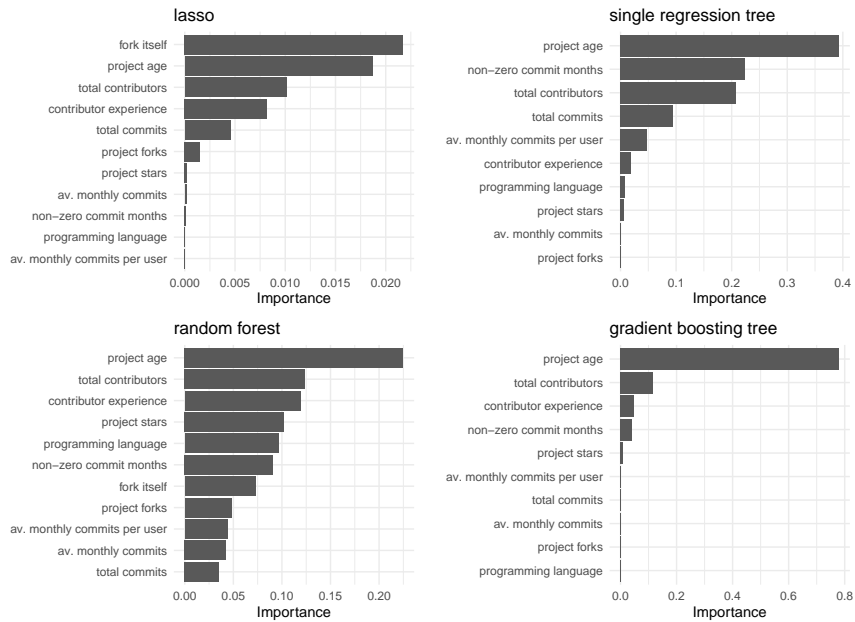 lasso
fork itself
project age
total contributors
contributor experience
total commits
project forks
project stars
av. monthly commits
non−zero commit months
programming language
av. monthly commits per user
0.000 0.005 0.010 0.015 0.020
Importance
single regression tree
project age
non−zero commit months
total contributors
total commits
av. monthly commits per user
contributor experience
programming language
project stars
av. monthly commits
project forks
0.0 0.1 0.2 0.3 0.4
Importance
random forest
project age
total contributors
contributor experience
project stars
programming language
non−zero commit months
fork itself
project forks
av. monthly commits per user
av. monthly commits
total commits
0.00 0.05 0.10 0.15 0.20
Importance
gradient boosting tree
project age
total contributors
contributor experience
non−zero commit months
project stars
av. monthly commits per user
total commits
av. monthly commits
project forks
programming language
0.0 0.2 0.4 0.6 0.8
Importance